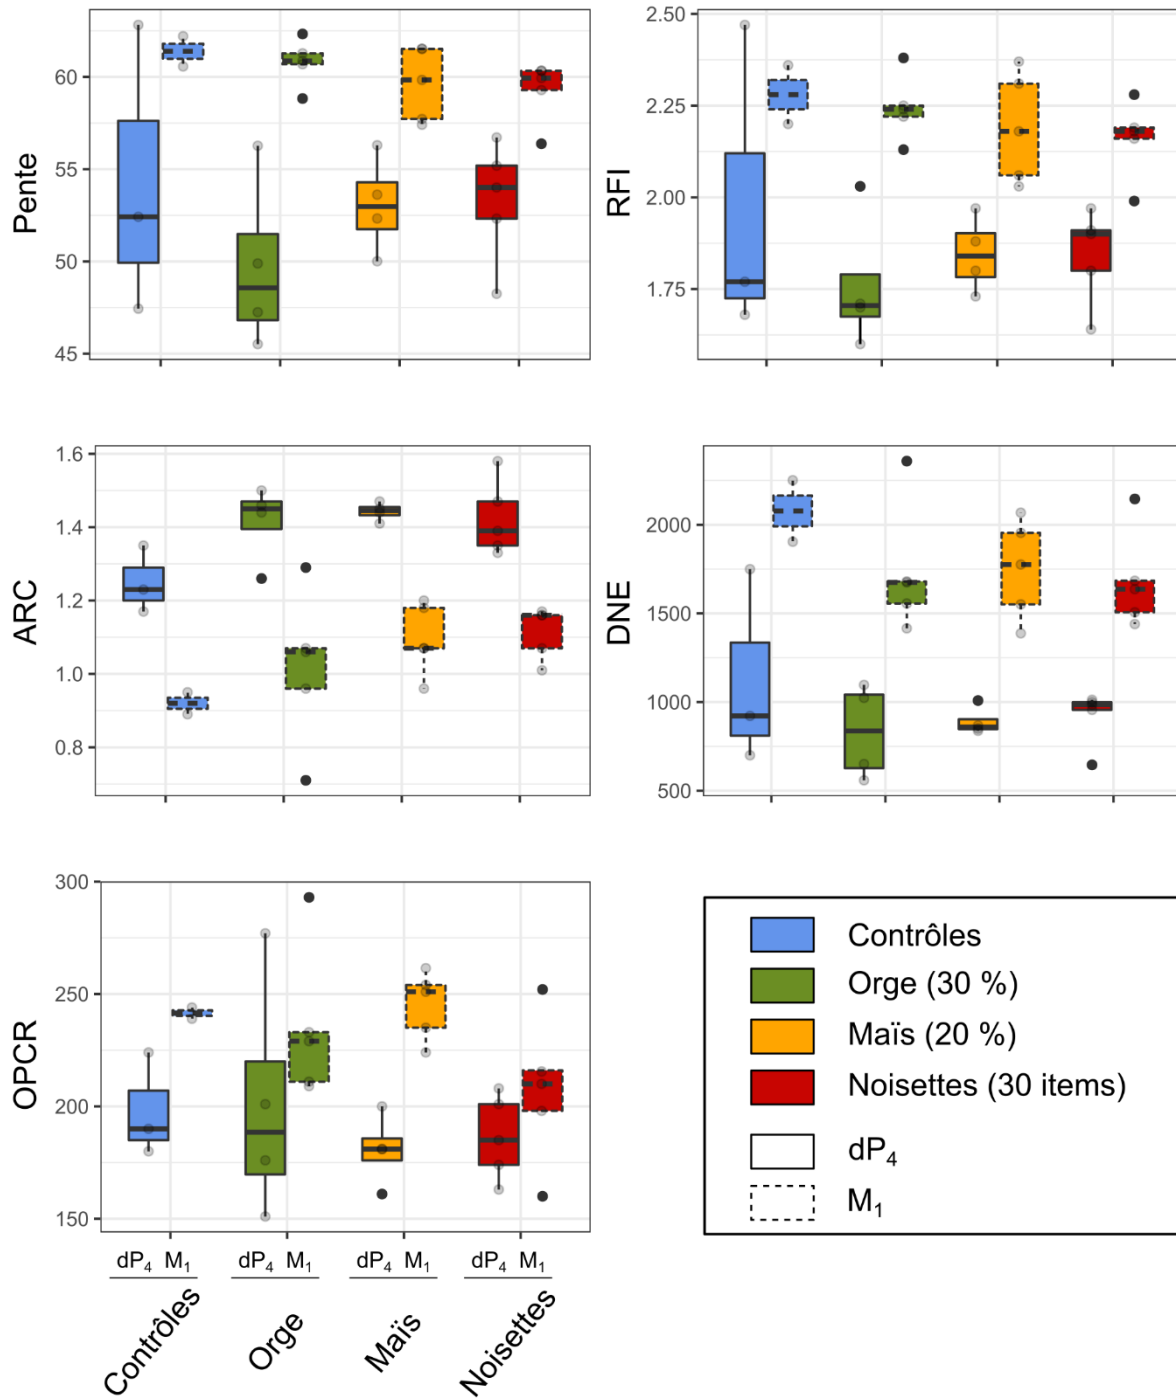 Pente
60
55
50
45
RFI
2.50
2.25
2.00
1.75
ARC
1.6
1.4
1.2
1.0
0.8
DNE
2000
1500
1000
500
OPCR
300
250
200
150
dP₄ M₁ dP₄ M₁ dP₄ M₁ dP₄ M₁
Contrôles
Orge
Maïs
Noisettes
Contrôles
Orge (30 %)
Maïs (20 %)
Noisettes (30 items)
dP₄
M₁